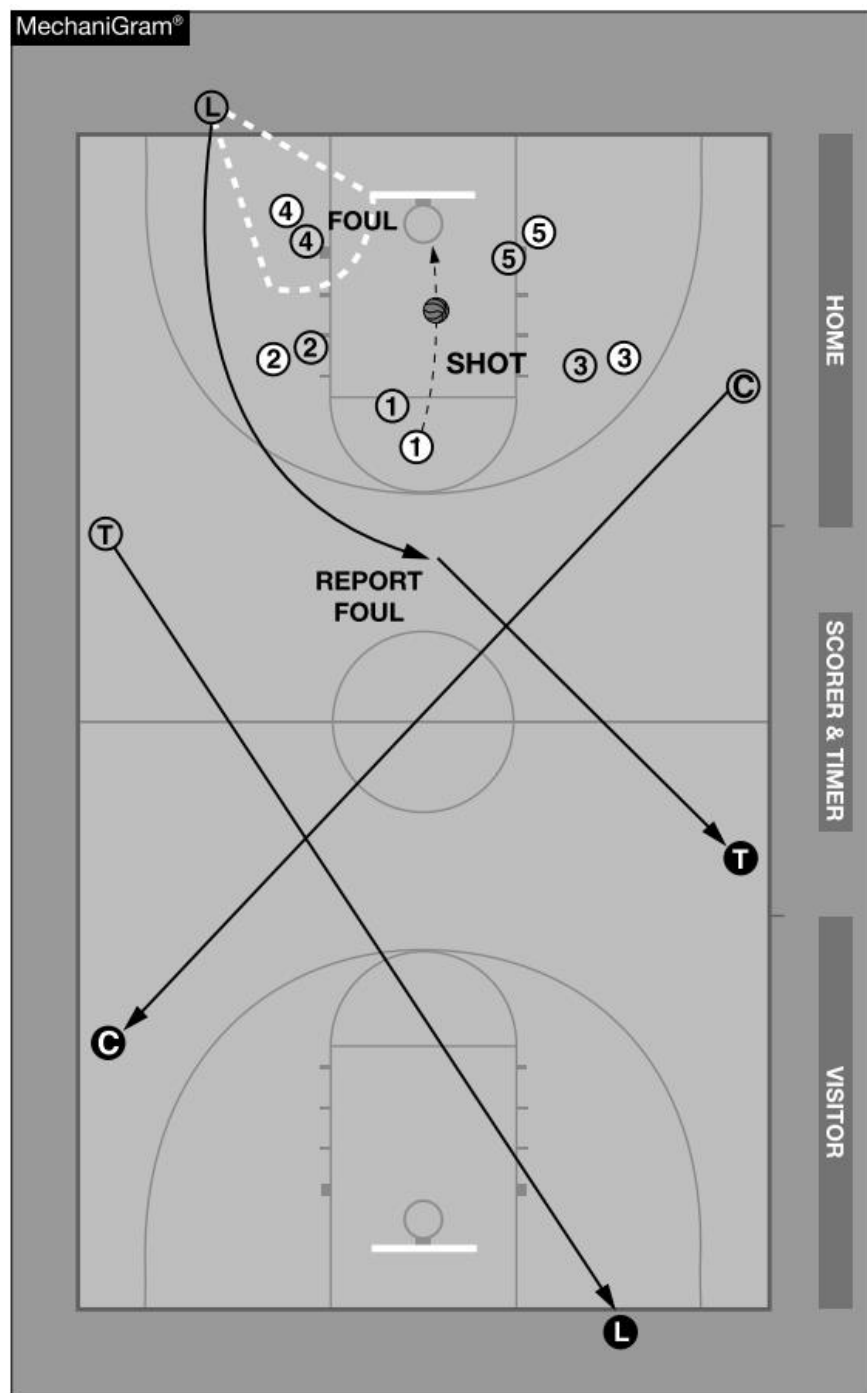 MechaniGram®
L
4
FOUL
4
5
5
HOME
2
2
SHOT
3
3
C
1
1
T
REPORT
FOUL
SCORER & TIMER
T
C
VISITOR
L